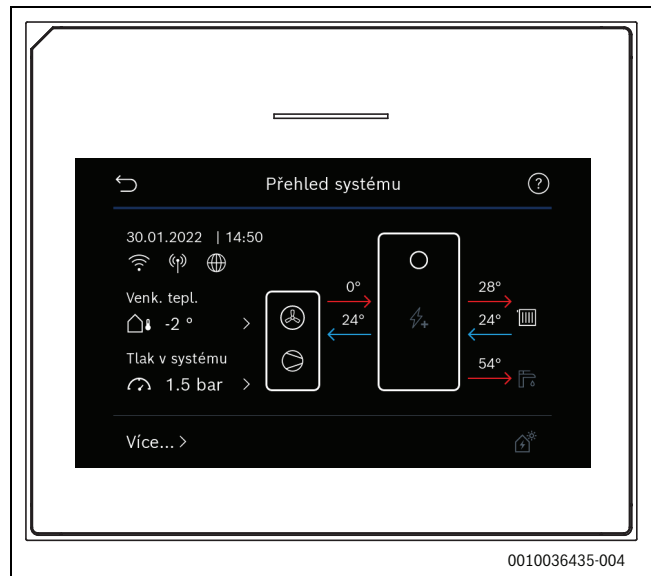 Přehled systému
?
30.01.2022 | 14:50
Venk. tepl.
-2 °
>
Tlak v systému
1.5 bar
>
0°
24°
28°
24°
54°
Více... >
0010036435-004